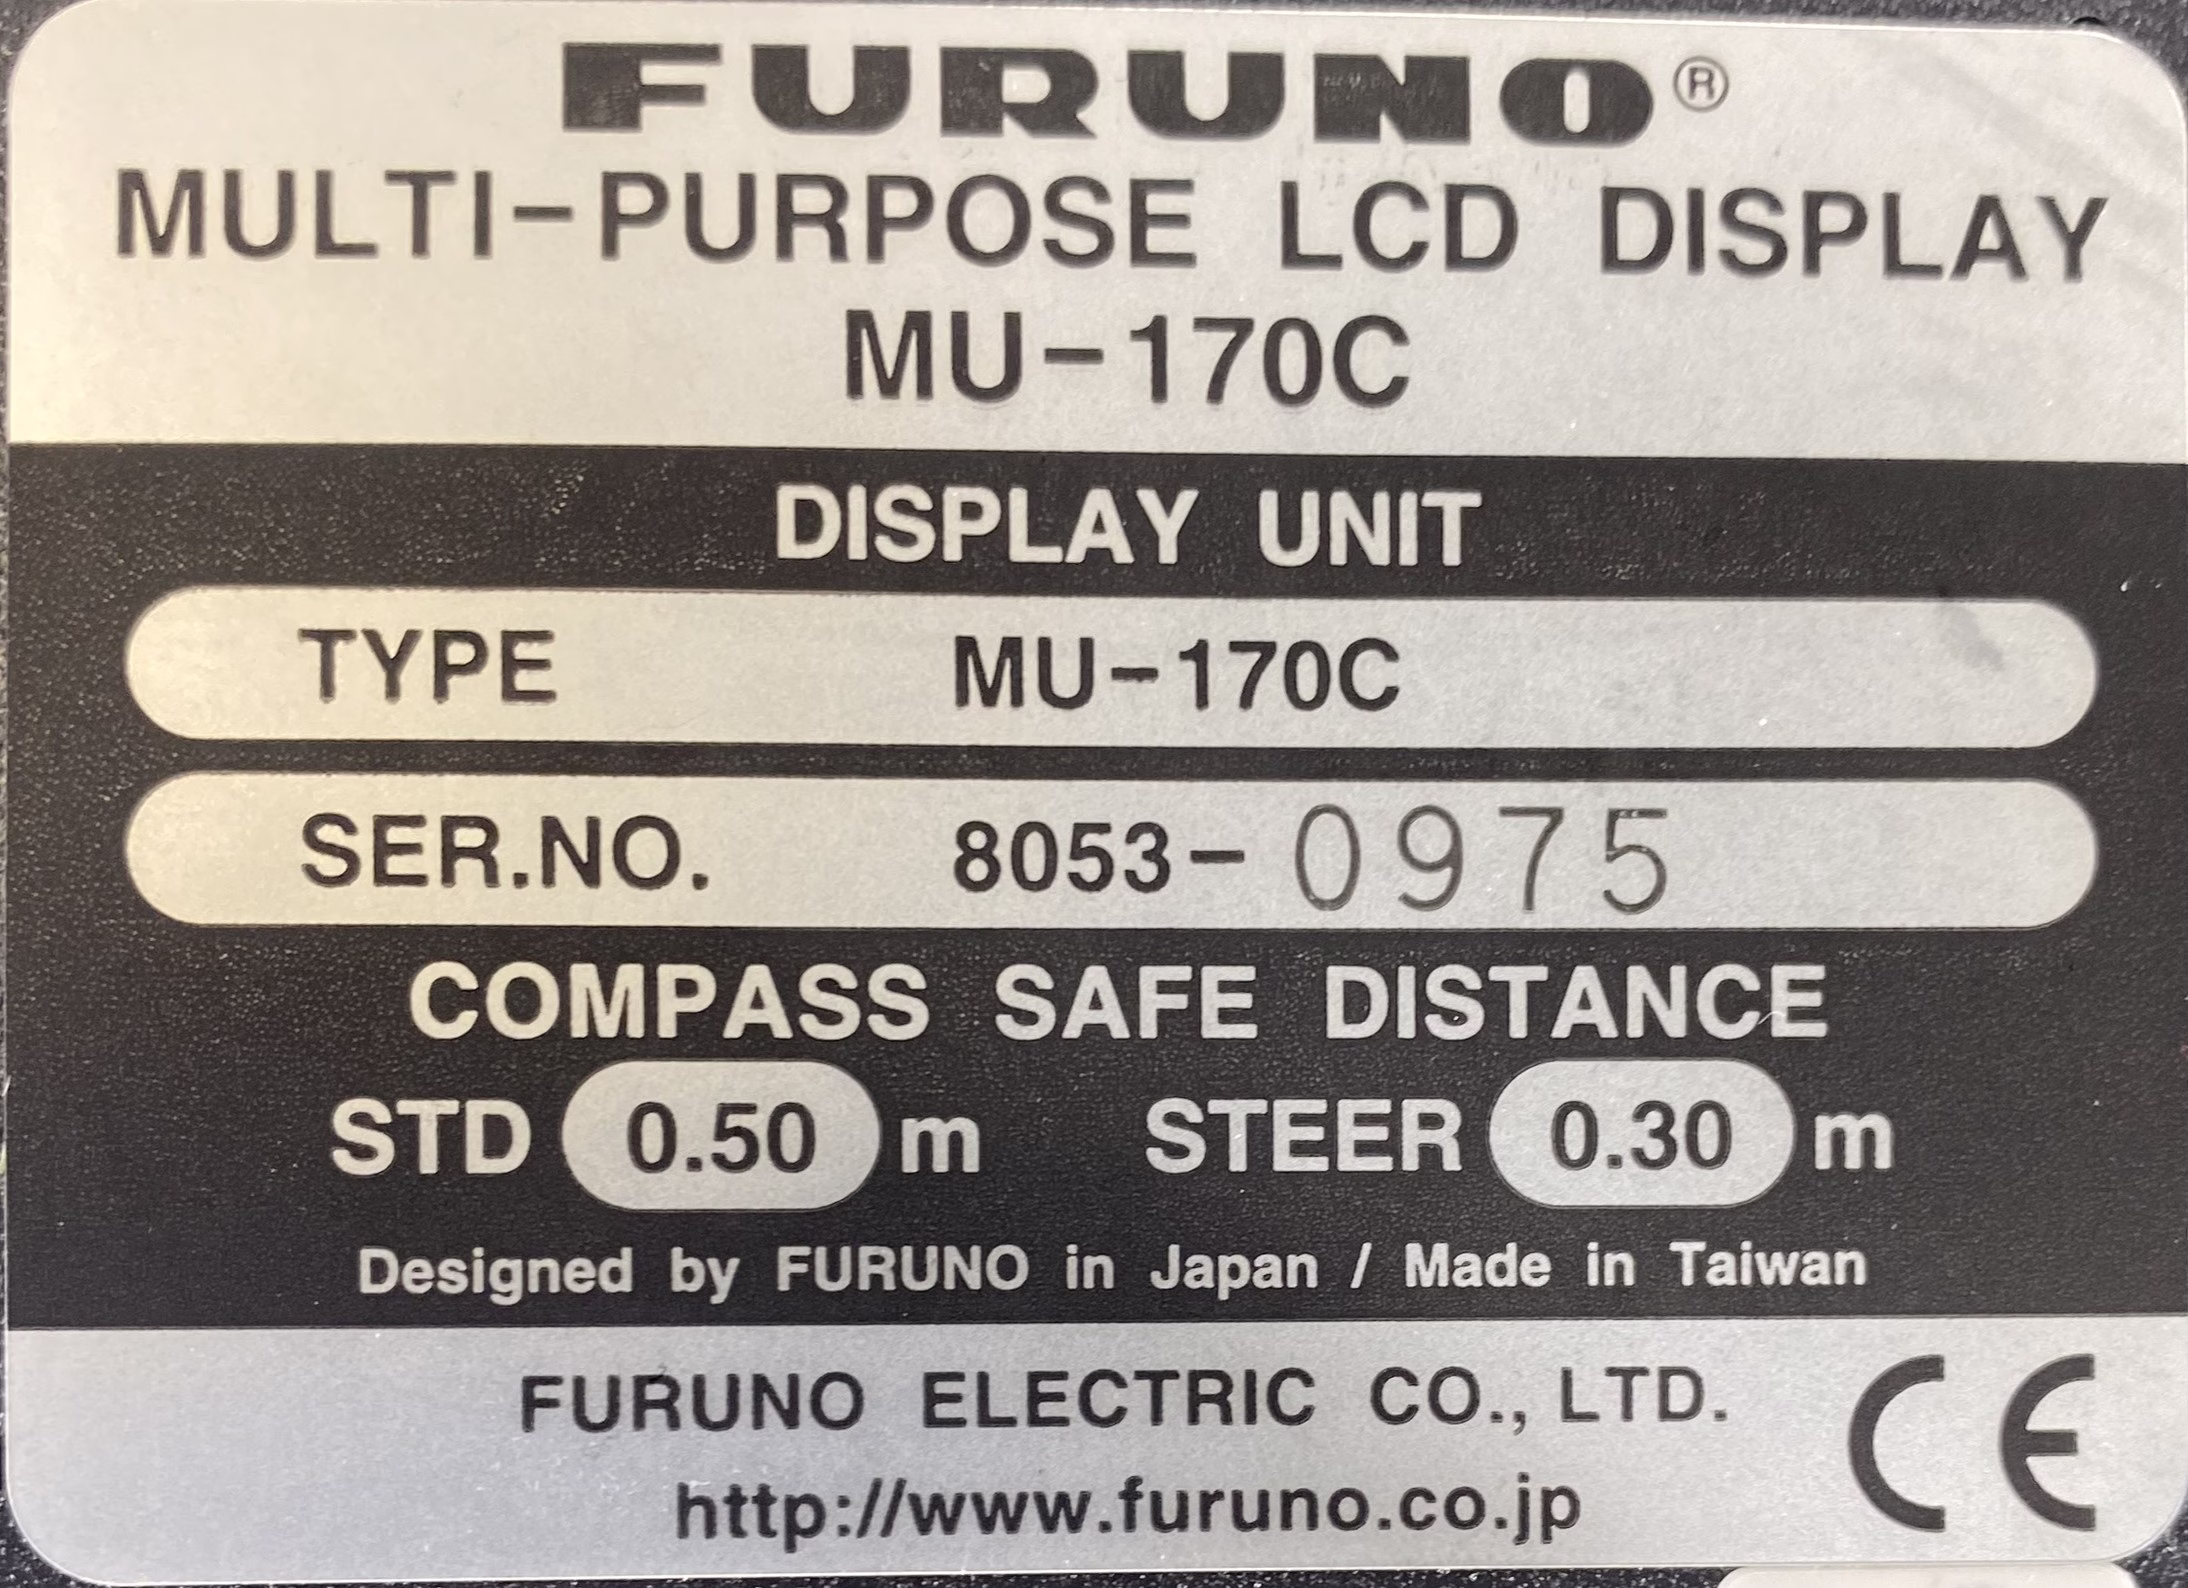 FURUNO®
MULTI-PURPOSE LCD DISPLAY
MU-170C
DISPLAY UNIT
TYPE MU-170C
SER.NO. 8053-0975
COMPASS SAFE DISTANCE
STD 0.50 m STEER 0.30 m
Designed by FURUNO in Japan / Made in Taiwan
FURUNO ELECTRIC CO., LTD. CE
http://www.furuno.co.jp